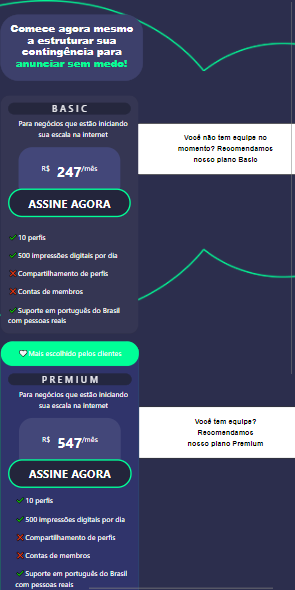 Comece agora mesmo
a estruturar sua
contingência para
anunciar sem medo!
BASIC
Para negócios que estão iniciando
sua escala na internet
R$ 247/mês
ASSINE AGORA
10 perfis
500 impressões digitais por dia
Compartilhamento de perfis
Contas de membros
Suporte em português do Brasil
com pessoas reais
Você não tem equipe no
momento? Recomendamos
nosso plano Basic
Mais escolhido pelos clientes
PREMIUM
Para negócios que estão iniciando
sua escala na internet
R$ 547/mês
ASSINE AGORA
10 perfis
500 impressões digitais por dia
Compartilhamento de perfis
Contas de membros
Suporte em português do Brasil
com pessoas reais
Você tem equipe?
Recomendamos
nosso plano Premium